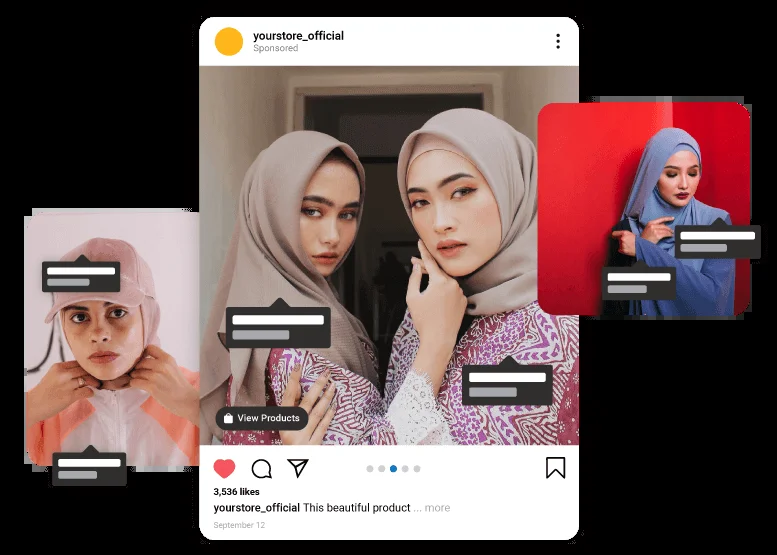 yourstore_official
Sponsored
View Products
3,536 likes
yourstore_official This beautiful product ... more
September 12